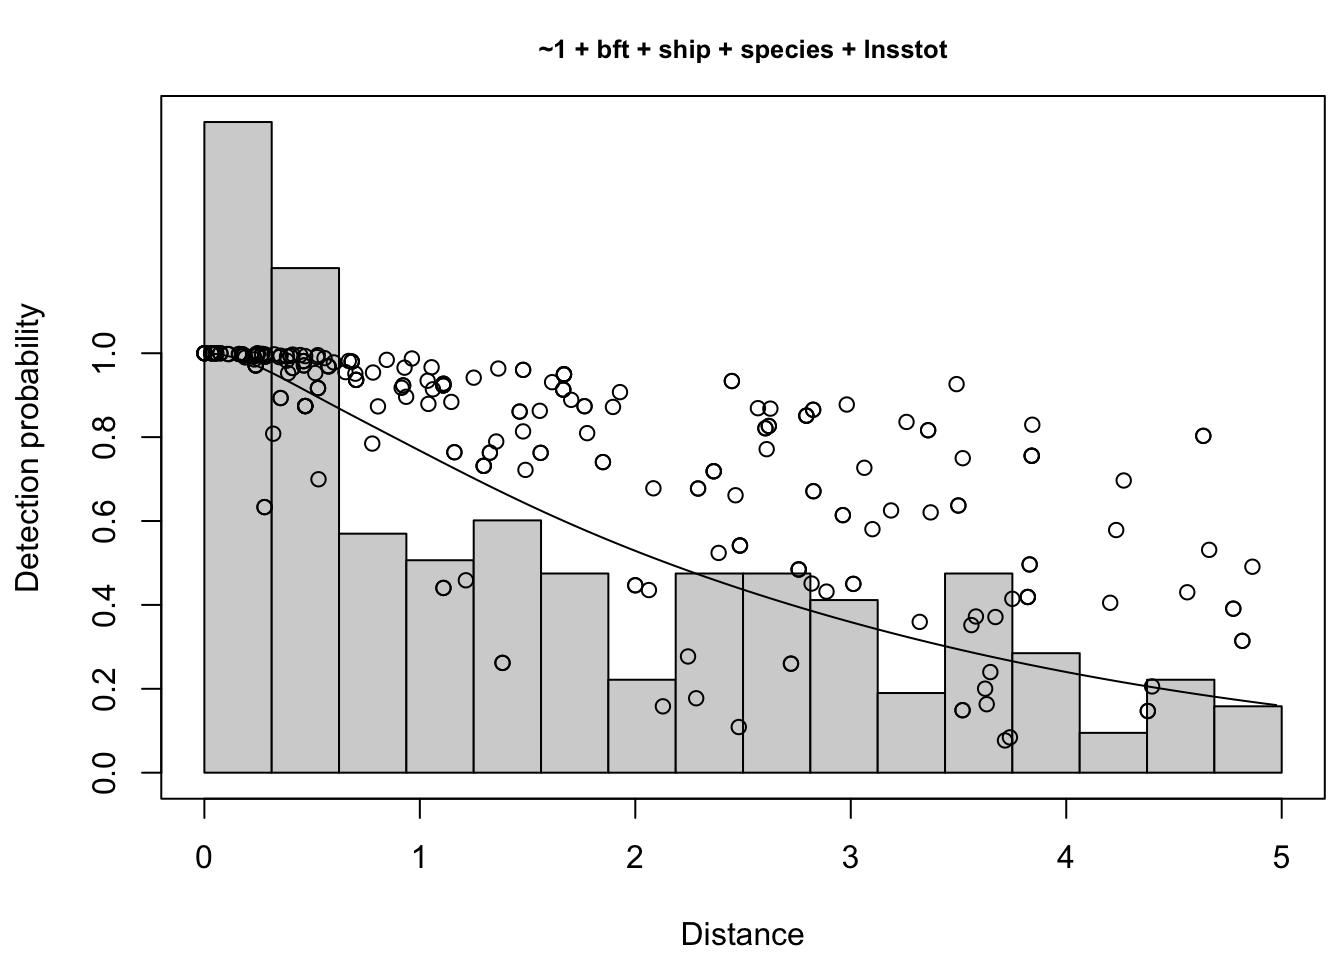 ~1 + bft + ship + species + lnsstot
Detection probability
1.0
0.8
0.6
0.4
0.2
0.0
0 1 2 3 4 5
Distance